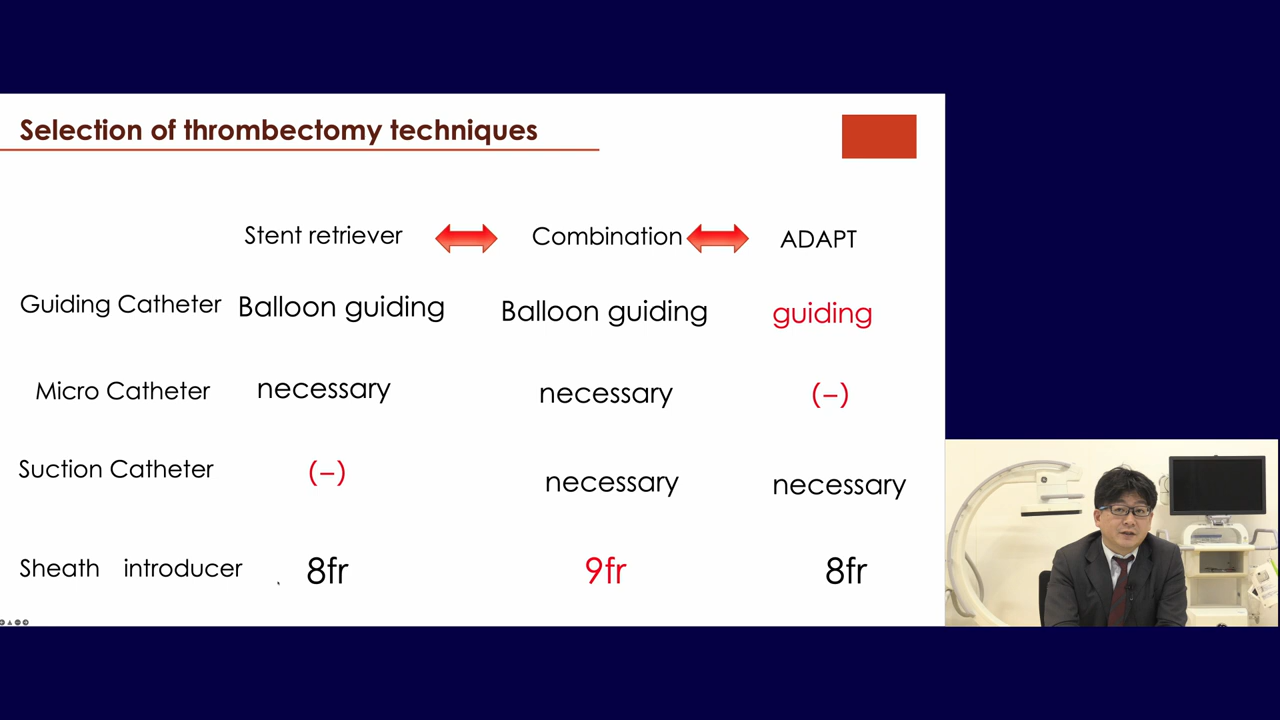 Selection of thrombectomy techniques
Stent retriever Combination ADAPT
Guiding Catheter Balloon guiding Balloon guiding guiding
Micro Catheter necessary necessary (−)
Suction Catheter (−) necessary necessary
Sheath introducer 8fr 9fr 8fr